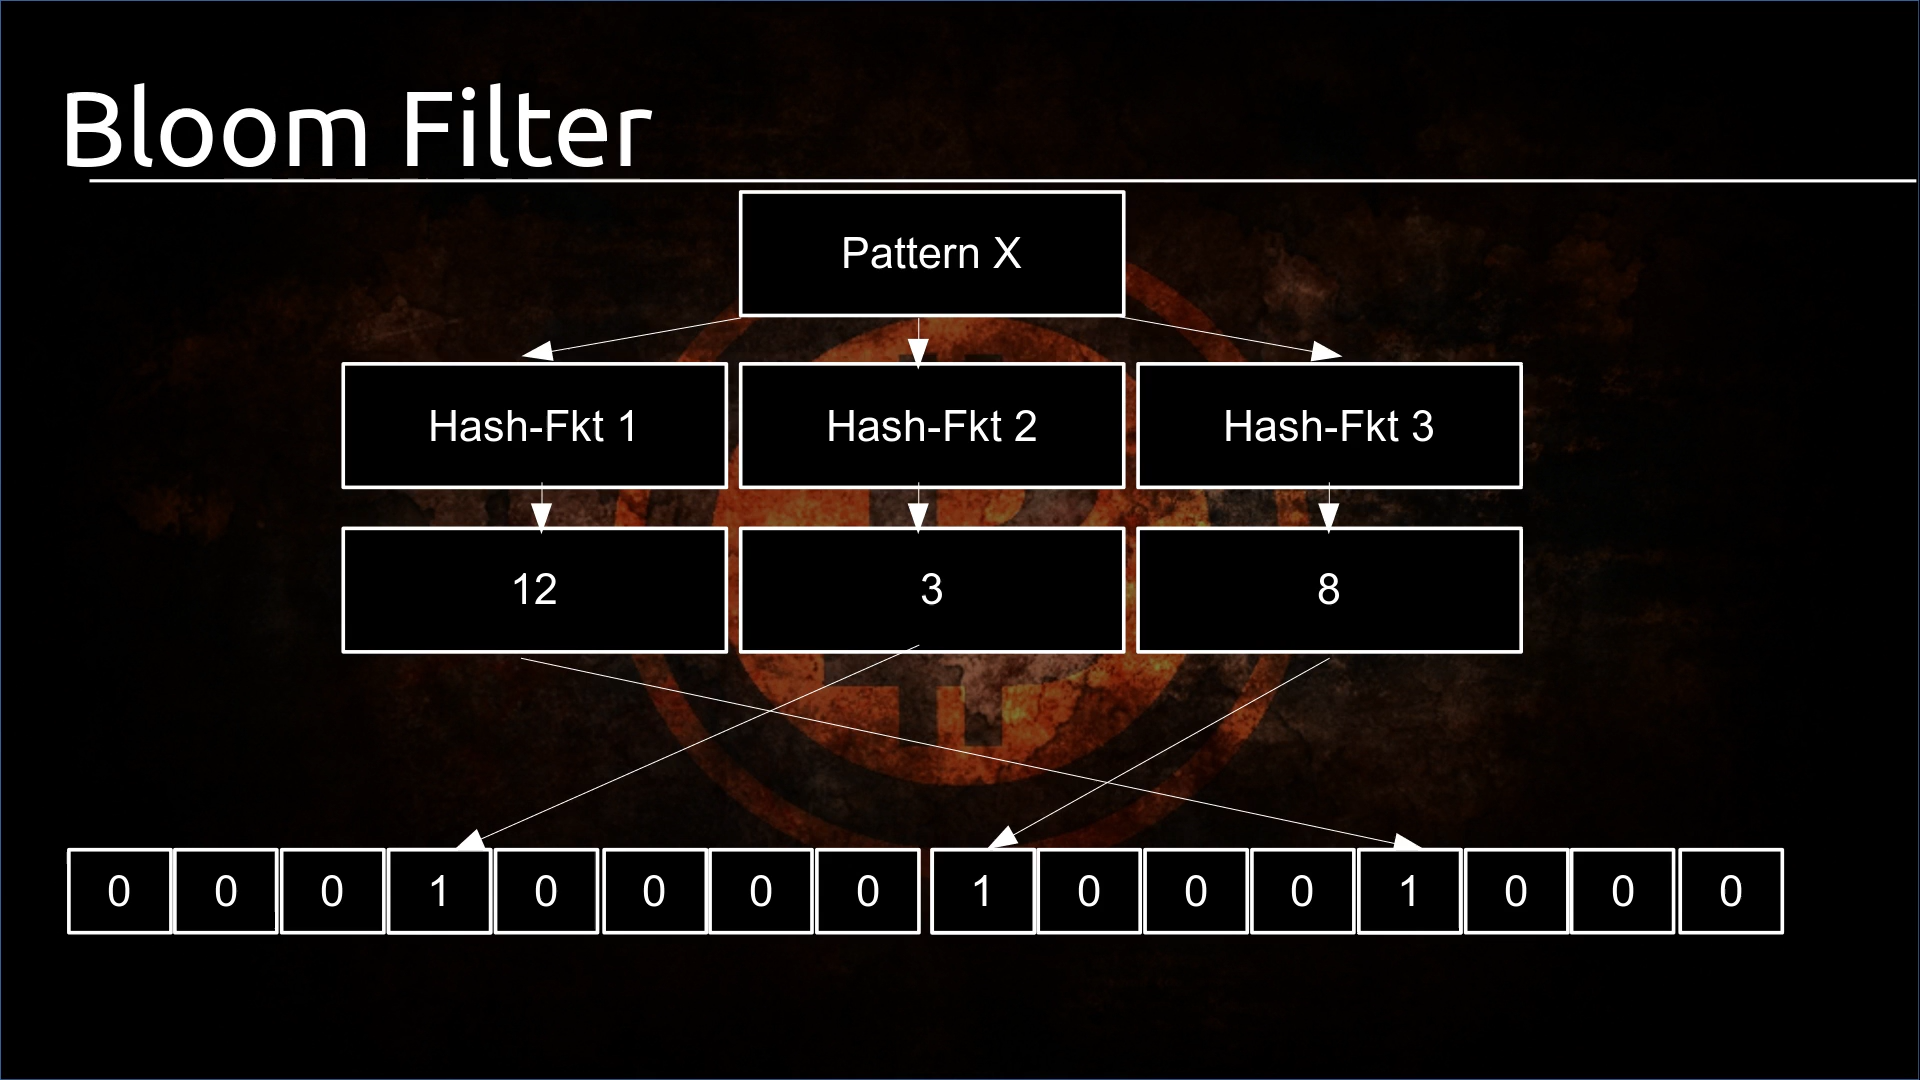 Bloom Filter
Pattern X
Hash-Fkt 1 Hash-Fkt 2 Hash-Fkt 3
12 3 8
0 0 0 1 0 0 0 0 1 0 0 0 1 0 0 0